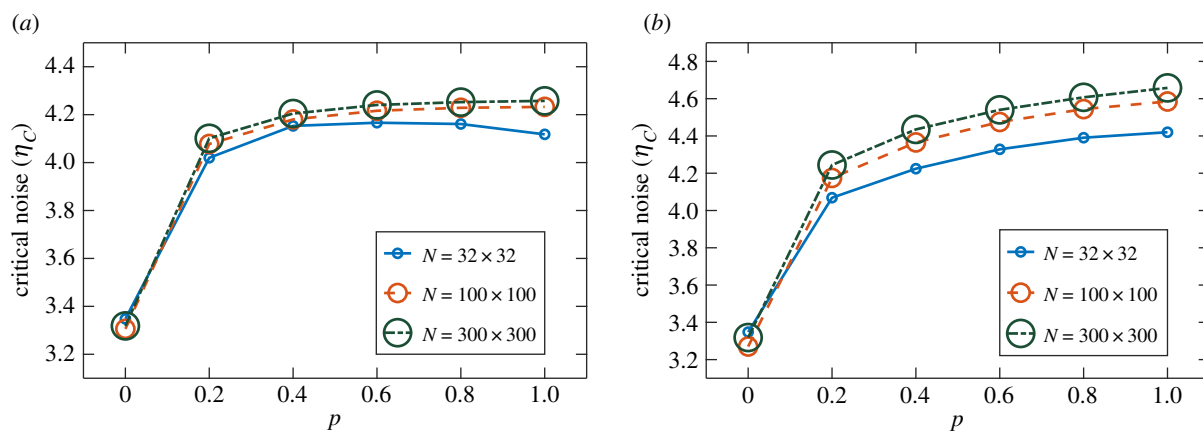 (a)
critical noise (η_C)
4.4
4.2
4.0
3.8
3.6
3.4
3.2
0 0.2 0.4 0.6 0.8 1.0
p
N = 32 × 32
N = 100 × 100
N = 300 × 300
(b)
critical noise (η_C)
4.8
4.6
4.4
4.2
4.0
3.8
3.6
3.4
3.2
0 0.2 0.4 0.6 0.8 1.0
p
N = 32 × 32
N = 100 × 100
N = 300 × 300